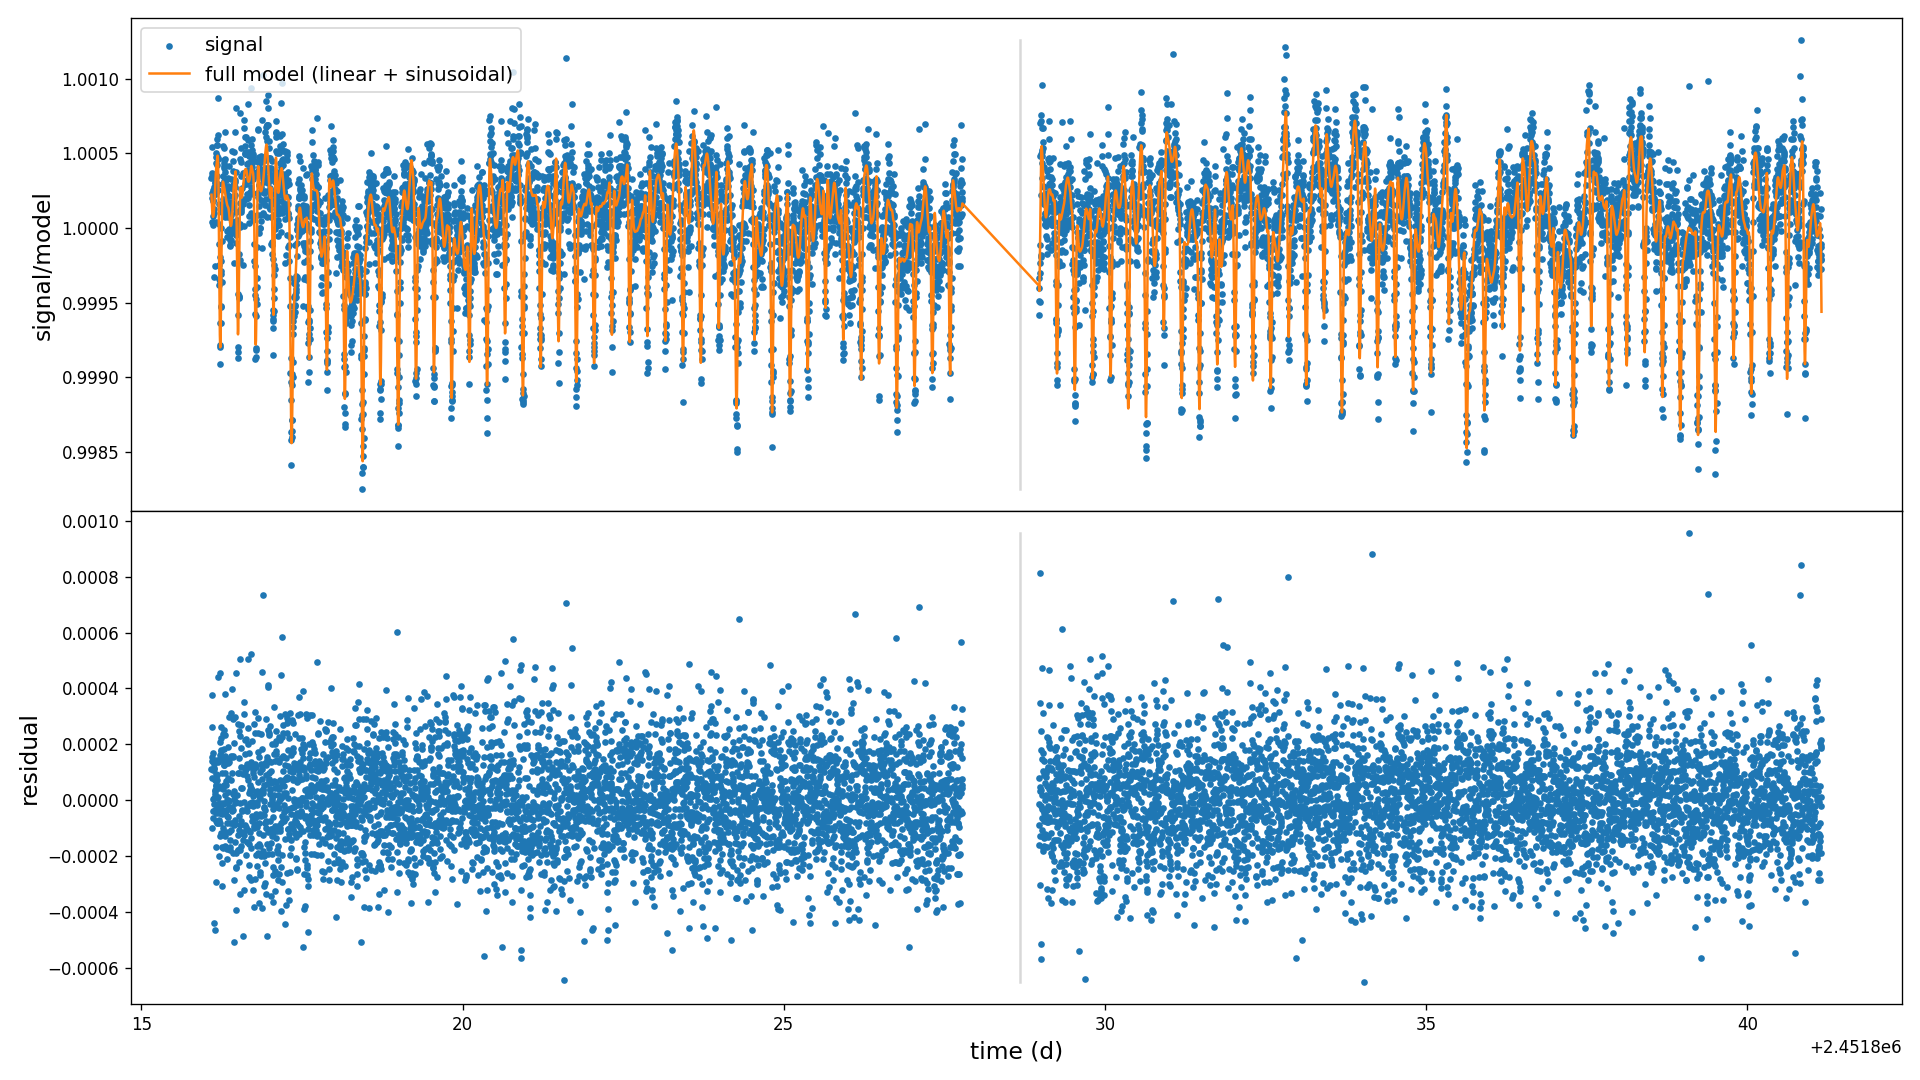 signal
full model (linear + sinusoidal)
signal/model
1.0010
1.0005
1.0000
0.9995
0.9990
0.9985
residual
0.0010
0.0008
0.0006
0.0004
0.0002
0.0000
−0.0002
−0.0004
−0.0006
15 20 25 30 35 40
time (d)
+2.4518e6